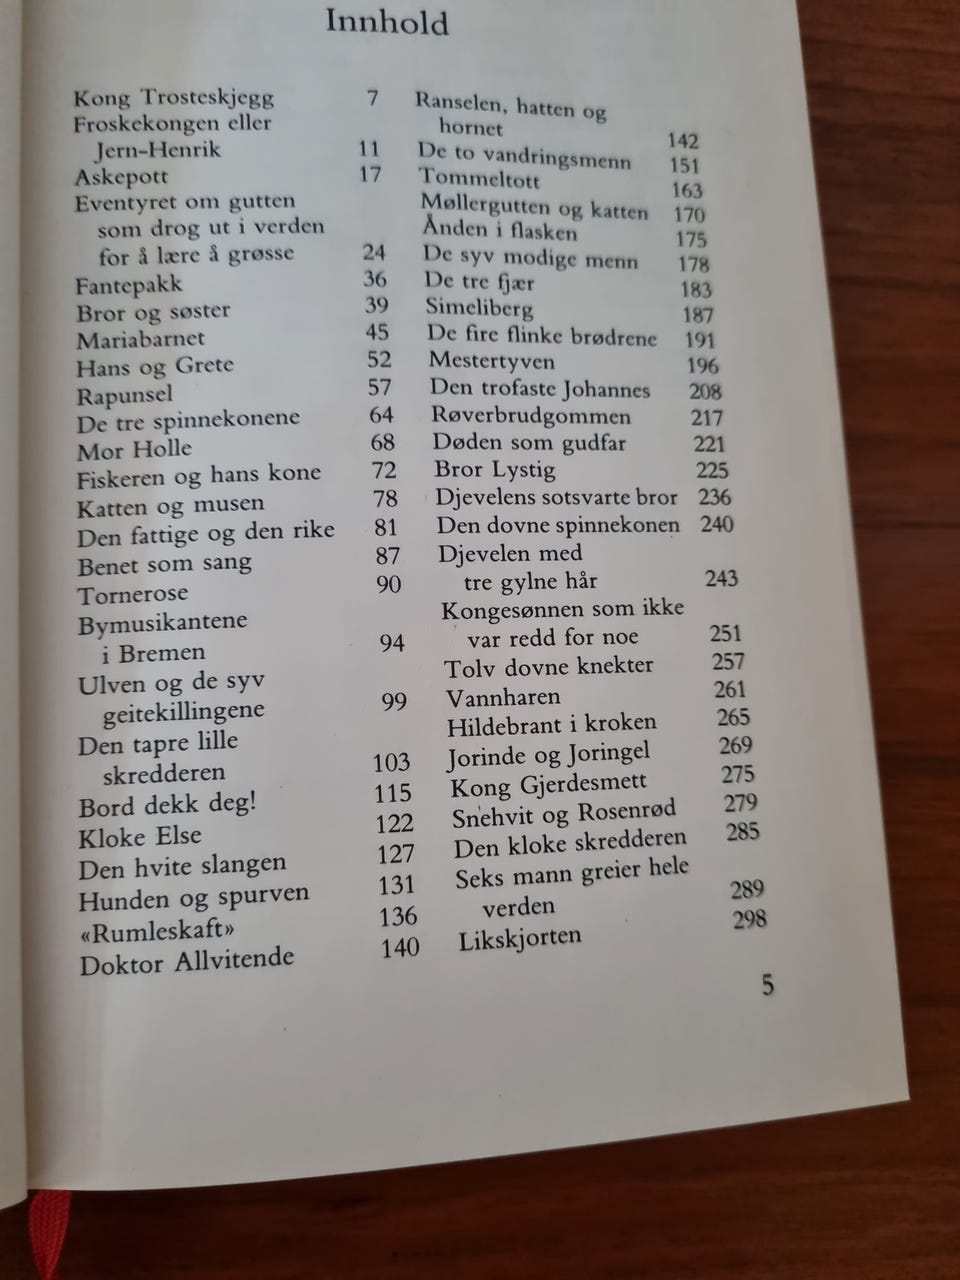 Innhold
Kong Trosteskjegg 7
Froskekongen eller
Jern-Henrik 11
Askepott 17
Eventyret om gutten
som drog ut i verden
for å lære å grøsse 24
Fantepakk 36
Bror og søster 39
Mariabarnet 45
Hans og Grete 52
Rapunsel 57
De tre spinnekonene 64
Mor Holle 68
Fiskeren og hans kone 72
Katten og musen 78
Den fattige og den rike 81
Benet som sang 87
Tornerose 90
Bymusikantene
i Bremen 94
Ulven og de syv
geitekillingene 99
Den tapre lille
skredderen 103
Bord dekk deg! 115
Kloke Else 122
Den hvite slangen 127
Hunden og spurven 131
«Rumleskaft» 136
Doktor Allvitende 140
Ranselen, hatten og
hornet 142
De to vandringsmenn 151
Tommeltott 163
Møllergutten og katten 170
Ånden i flasken 175
De syv modige menn 178
De tre fjær 183
Simeliberg 187
De fire flinke brødrene 191
Mestertyven 196
Den trofaste Johannes 208
Røverbrudgommen 217
Døden som gudfar 221
Bror Lystig 225
Djevelens sotsvarte bror 236
Den dovne spinnekonen 240
Djevelen med
tre gylne hår 243
Kongesønnen som ikke
var redd for noe 251
Tolv dovne knekter 257
Vannharen 261
Hildebrant i kroken 265
Jorinde og Joringel 269
Kong Gjerdesmett 275
Snehvit og Rosenrød 279
Den kloke skredderen 285
Seks mann greier hele
verden 289
Likskjorten 298
5